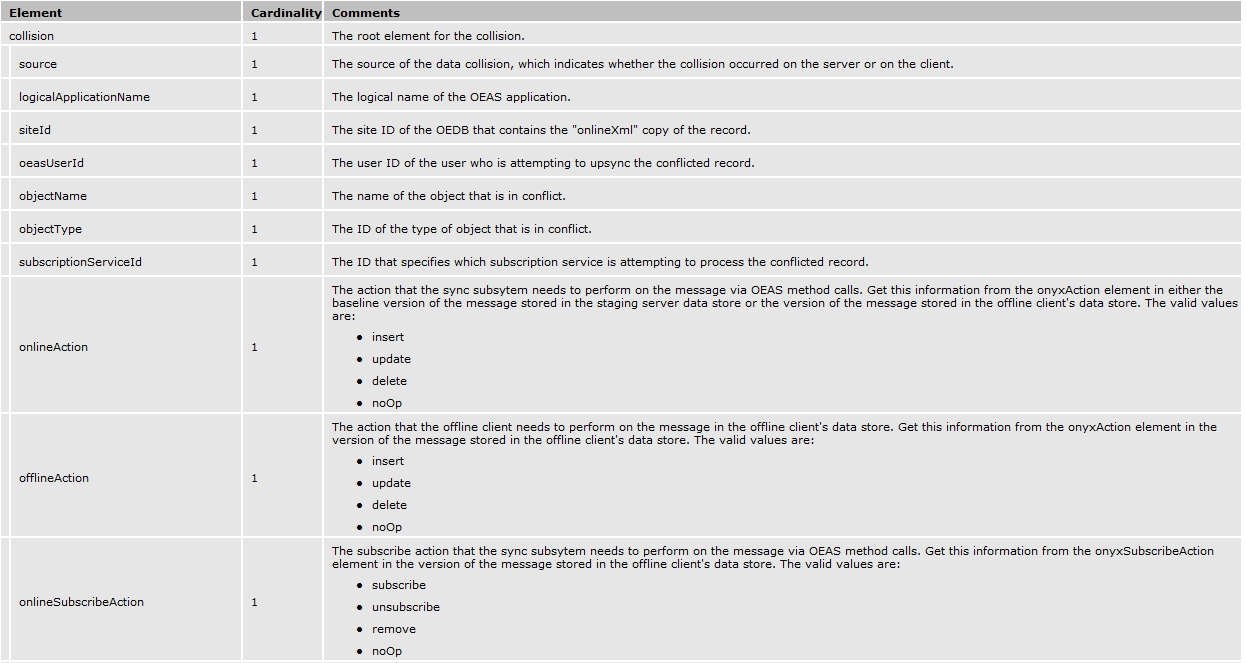 Element Cardinality Comments
collision 1 The root element for the collision.
source 1 The source of the data collision, which indicates whether the collision occurred on the server or on the client.
logicalApplicationName 1 The logical name of the OEAS application.
siteId 1 The site ID of the OEDB that contains the "onlineXml" copy of the record.
oeasUserId 1 The user ID of the user who is attempting to upsync the conflicted record.
objectName 1 The name of the object that is in conflict.
objectType 1 The ID of the type of object that is in conflict.
subscriptionServiceId 1 The ID that specifies which subscription service is attempting to process the conflicted record.
onlineAction 1 The action that the sync subsytem needs to perform on the message via OEAS method calls. Get this information from the onyxAction element in either the
baseline version of the message stored in the staging server data store or the version of the message stored in the offline client's data store. The valid values
are:
• insert
• update
• delete
• noOp
offlineAction 1 The action that the offline client needs to perform on the message in the offline client's data store. Get this information from the onyxAction element in the
version of the message stored in the offline client's data store. The valid values are:
• insert
• update
• delete
• noOp
onlineSubscribeAction 1 The subscribe action that the sync subsytem needs to perform on the message via OEAS method calls. Get this information from the onyxSubscribeAction
element in the version of the message stored in the offline client's data store. The valid values are:
• subscribe
• unsubscribe
• remove
• noOp